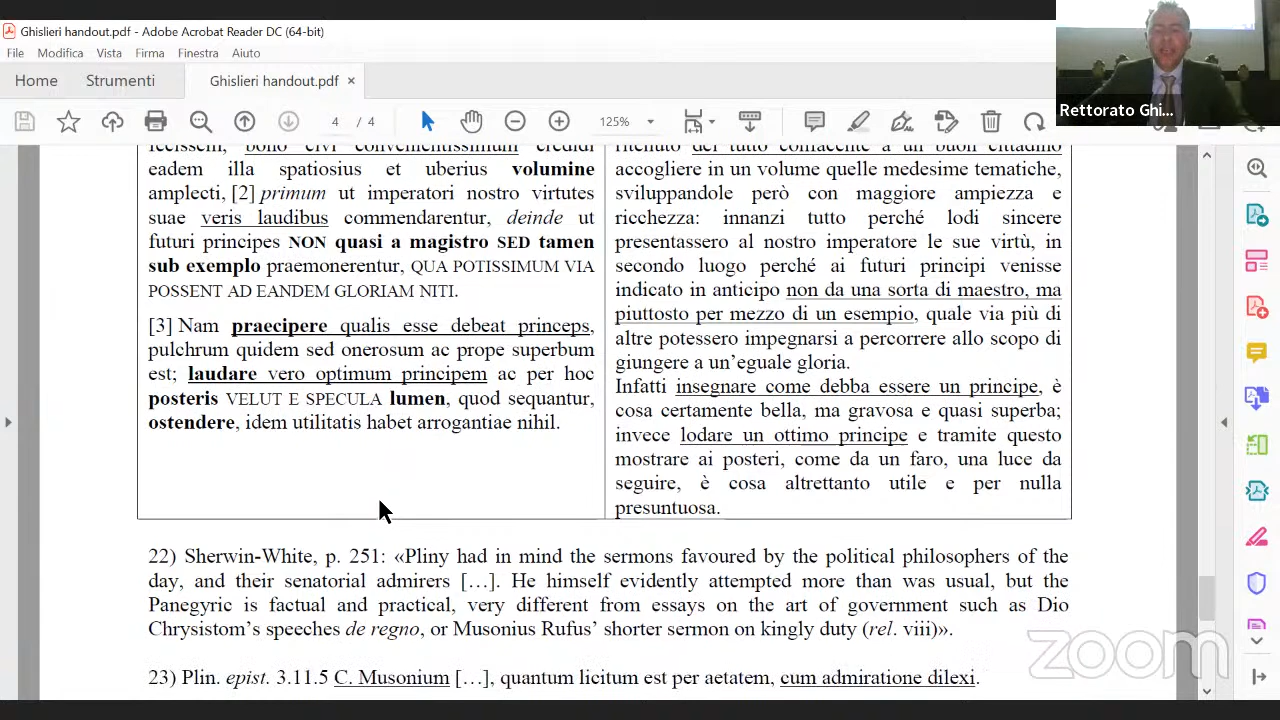 Ghislieri handout.pdf - Adobe Acrobat Reader DC (64-bit)
File Modifica Vista Firma Finestra Aiuto
Home Strumenti Ghislieri handout.pdf ×
4 / 4 125%
Rettorato Ghi...
fecissem, bono civi convenientissimum credidi
eadem illa spatiosius et uberius volumine
amplecti, [2] primum ut imperatori nostro virtutes
suae veris laudibus commendarentur, deinde ut
futuri principes NON quasi a magistro SED tamen
sub exemplo praemonerentur, QUA POTISSIMUM VIA
POSSENT AD EANDEM GLORIAM NITI.
[3] Nam praecipere qualis esse debeat princeps,
pulchrum quidem sed onerosum ac prope superbum
est; laudare vero optimum principem ac per hoc
posteris VELUT E SPECULA lumen, quod sequantur,
ostendere, idem utilitatis habet arrogantiae nihil.
ritenuto del tutto confacente a un buon cittadino
accogliere in un volume quelle medesime tematiche,
sviluppandole però con maggiore ampiezza e
ricchezza: innanzi tutto perché lodi sincere
presentassero al nostro imperatore le sue virtù, in
secondo luogo perché ai futuri principi venisse
indicato in anticipo non da una sorta di maestro, ma
piuttosto per mezzo di un esempio, quale via più di
altre potessero impegnarsi a percorrere allo scopo di
giungere a un’eguale gloria.
Infatti insegnare come debba essere un principe, è
cosa certamente bella, ma gravosa e quasi superba;
invece lodare un ottimo principe e tramite questo
mostrare ai posteri, come da un faro, una luce da
seguire, è cosa altrettanto utile e per nulla
presuntuosa.
22) Sherwin-White, p. 251: «Pliny had in mind the sermons favoured by the political philosophers of the
day, and their senatorial admirers […]. He himself evidently attempted more than was usual, but the
Panegyric is factual and practical, very different from essays on the art of government such as Dio
Chrysistom’s speeches de regno, or Musonius Rufus’ shorter sermon on kingly duty (rel. viii)».
23) Plin. epist. 3.11.5 C. Musonium […], quantum licitum est per aetatem, cum admiratione dilexi.
zoom